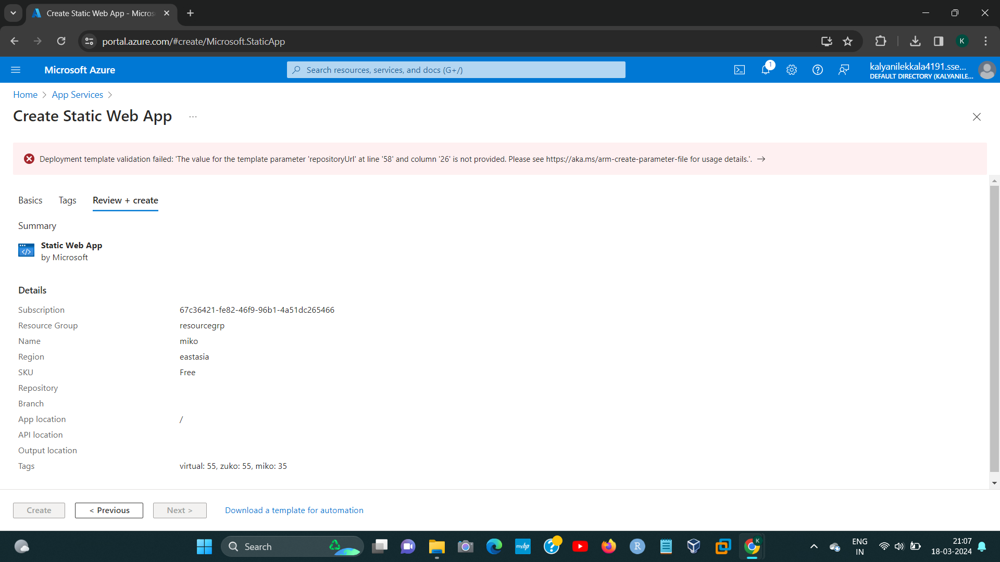 Create Static Web App - Micros
portal.azure.com/#create/Microsoft.StaticApp
K
Microsoft Azure
Search resources, services, and docs (G+/)
1
kalyanilekkala4191.sse...
DEFAULT DIRECTORY (KALYANILE...
Home
App Services
Create Static Web App
...
Deployment template validation failed: 'The value for the template parameter 'repositoryUrl' at line '58' and column '26' is not provided. Please see https://aka.ms/arm-create-parameter-file for usage details.'.
Basics
Tags
Review + create
Summary
Static Web App
by Microsoft
Details
Subscription
67c36421-fe82-46f9-96b1-4a51dc265466
Resource Group
resourcegrp
Name
miko
Region
eastasia
SKU
Free
Repository
Branch
App location
/
API location
Output location
Tags
virtual: 55, zuko: 55, miko: 35
Create
< Previous
Next >
Download a template for automation
Search
myhp
?
R
K
ENG
IN
21:07
18-03-2024